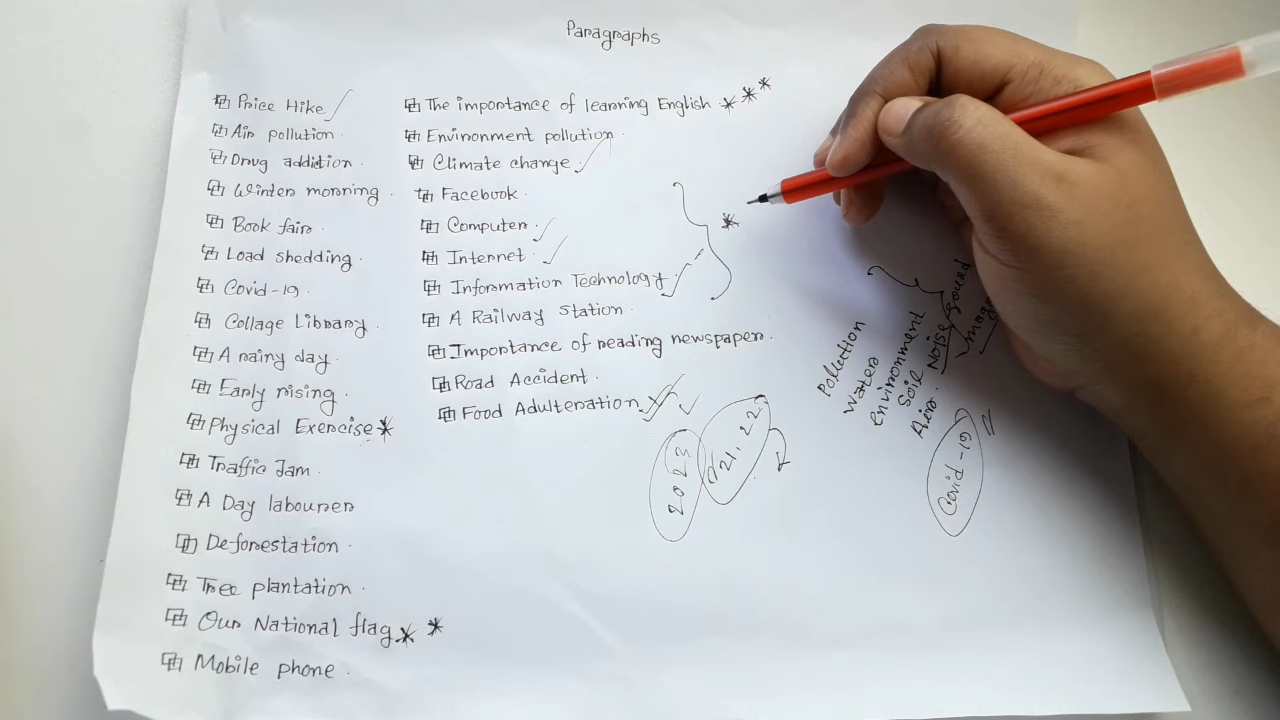 Paragraphs
Price Hike
Air pollution.
Drug addiction.
Winter morning.
Book fair.
Load shedding.
Covid-19.
Collage Library.
A rainy day.
Early rising.
Physical Exercise *
Traffic Jam.
A Day labourer
Deforestation.
Tree plantation.
Our National flag * *
Mobile phone.
The importance of learning English * * *
Environment pollution.
Climate change.
Facebook.
Computer.
Internet.
Information Technology.
A Railway station.
Importance of reading newspaper.
Road Accident.
Food Adulteration.
*
2023
21, 22
Pollution
Water
Environment
Soil
Air.
Noise
sound
Covid-19